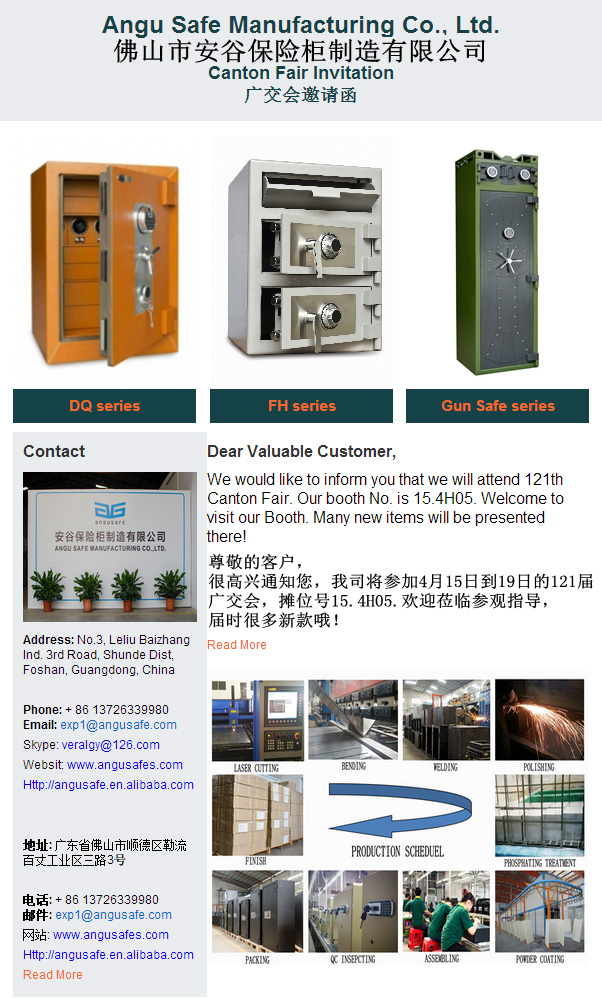 Angu Safe Manufacturing Co., Ltd.
佛山市安谷保险柜制造有限公司
Canton Fair Invitation
广交会邀请函
DQ series
FH series
Gun Safe series
Contact
angusafe
安谷保险柜制造有限公司
ANGU SAFE MANUFACTURING CO.,LTD.
Address: No.3, Leliu Baizhang
Ind. 3rd Road, Shunde Dist,
Foshan, Guangdong, China
Phone: + 86 13726339980
Email: exp1@angusafe.com
Skype: veralgy@126.com
Websit: www.angusafes.com
Http://angusafe.en.alibaba.com
地址: 广东省佛山市顺德区勒流
百丈工业区三路3号
电话: + 86 13726339980
邮件: exp1@angusafe.com
网站: www.angusafes.com
Http://angusafe.en.alibaba.com
Read More
Dear Valuable Customer,
We would like to inform you that we will attend 121th
Canton Fair. Our booth No. is 15.4H05. Welcome to
visit our Booth. Many new items will be presented
there!
尊敬的客户，
很高兴通知您，我司将参加4月15日到19日的121届
广交会，摊位号15.4H05.欢迎莅临参观指导，
届时很多新款哦！
Read More
LASER CUTTING
BENDING
WELDING
POLISHING
FINISH
PRODUCTION SCHEDUEL
PHOSPHATING TREATMENT
PACKING
QC INSEPCTING
ASSEMBLING
POWDER COATING